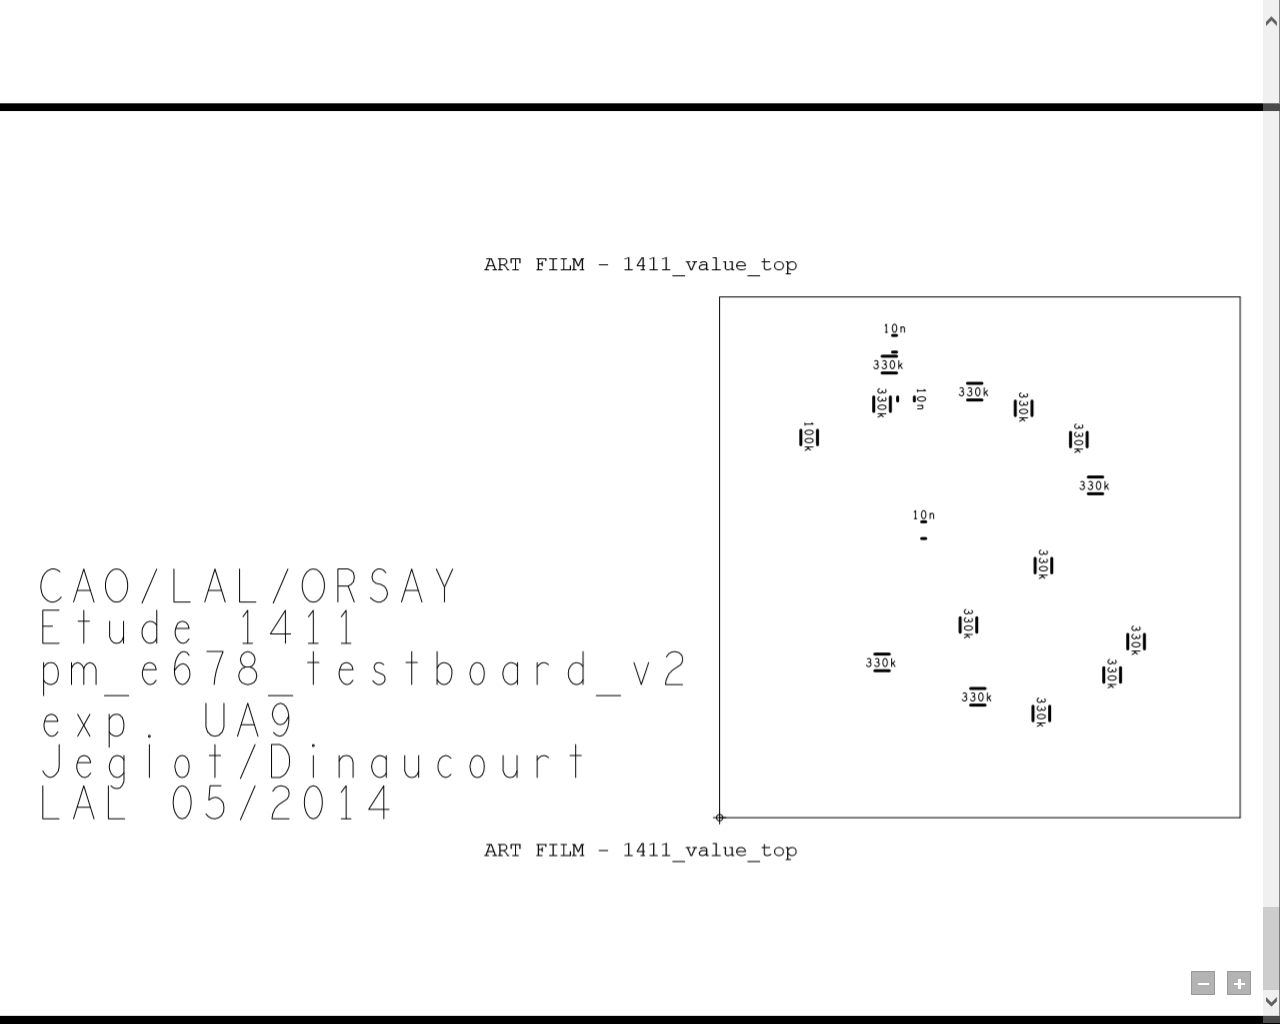 ART FILM - 1411_value_top
10n
330k
330k
10n
330k
330k
100k
330k
330k
10n
330k
330k
330k
330k
330k
330k
330k
CAO/LAL/ORSAY
Etude 1411
pm_e678_testboard_v2
exp. UA9
Jeglot/Dinaucourt
LAL 05/2014
ART FILM - 1411_value_top